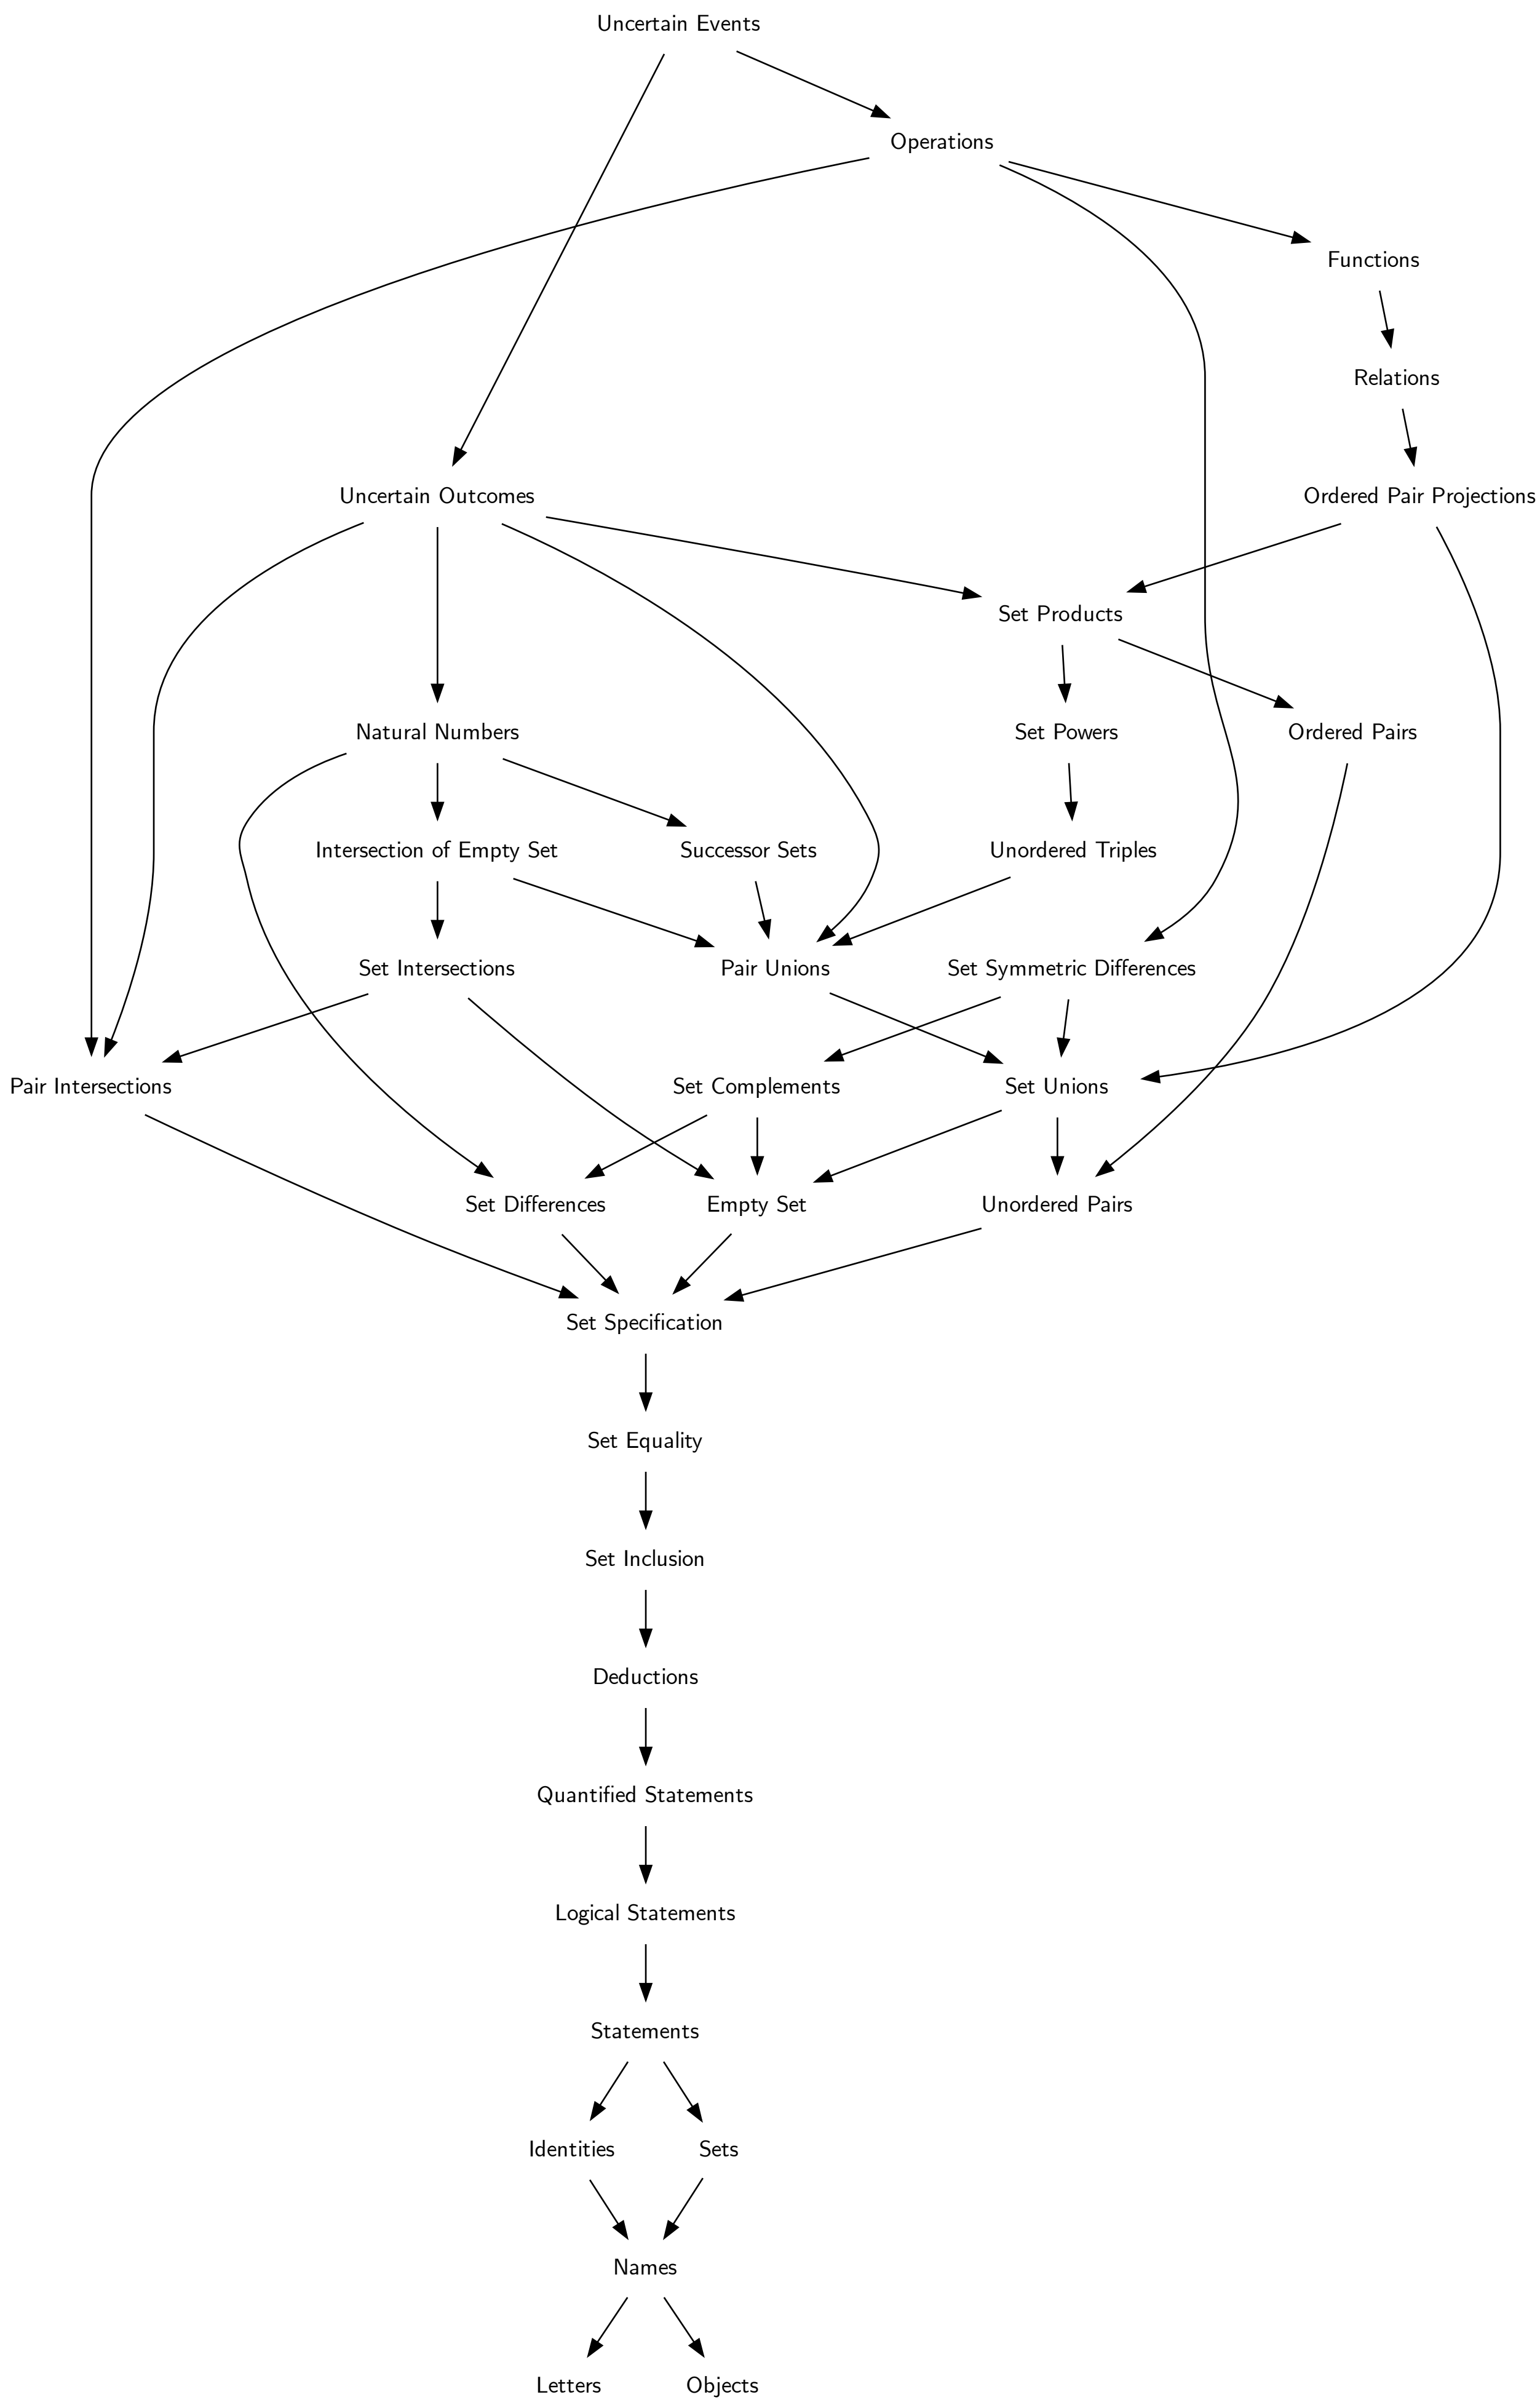 Uncertain Events
Operations
Functions
Relations
Uncertain Outcomes
Ordered Pair Projections
Set Products
Natural Numbers
Set Powers
Ordered Pairs
Intersection of Empty Set
Successor Sets
Unordered Triples
Set Intersections
Pair Unions
Set Symmetric Differences
Pair Intersections
Set Complements
Set Unions
Set Differences
Empty Set
Unordered Pairs
Set Specification
Set Equality
Set Inclusion
Deductions
Quantified Statements
Logical Statements
Statements
Identities
Sets
Names
Letters
Objects